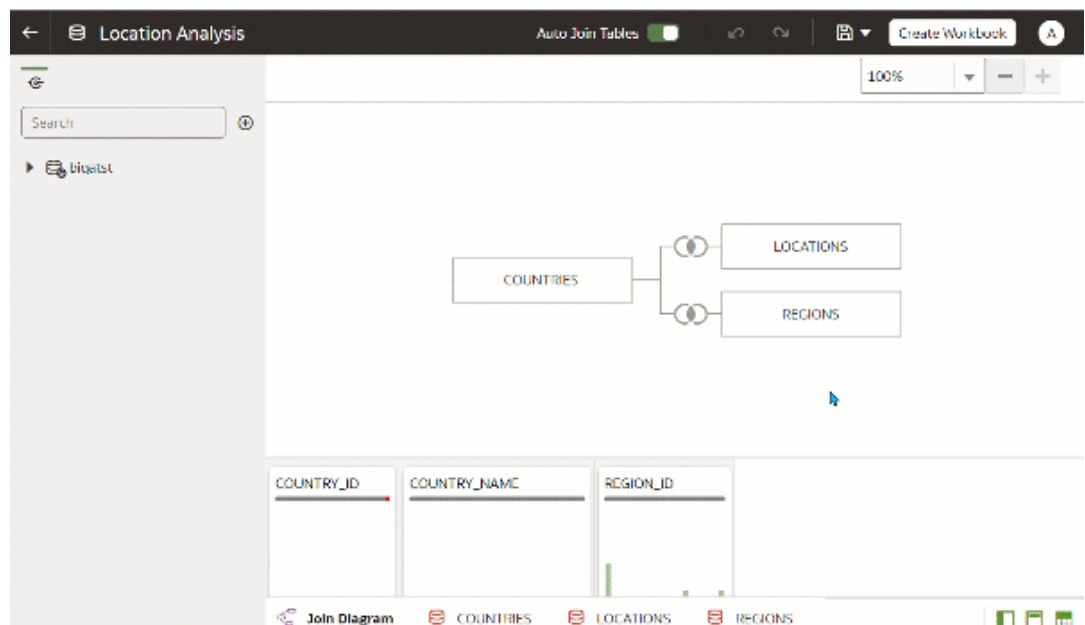 Location Analysis
Auto Join Tables
Create Workbook
A
100%
Search
biqatst
LOCATIONS
COUNTRIES
REGIONS
COUNTRY_ID
COUNTRY_NAME
REGION_ID
Join Diagram
COUNTRIES
LOCATIONS
REGIONS